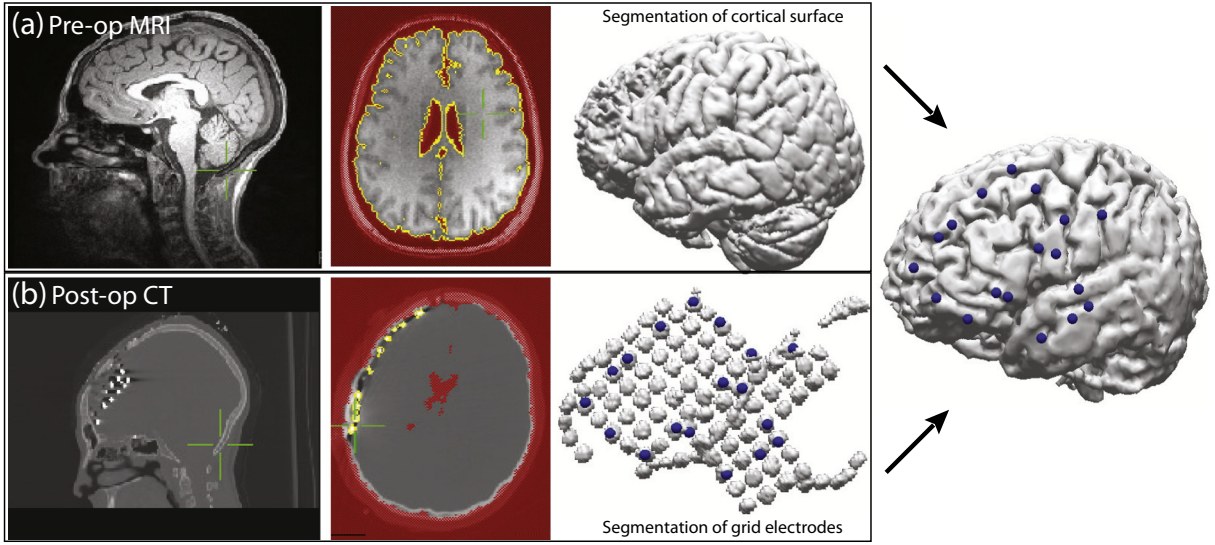 (a) Pre-op MRI
Segmentation of cortical surface
(b) Post-op CT
Segmentation of grid electrodes